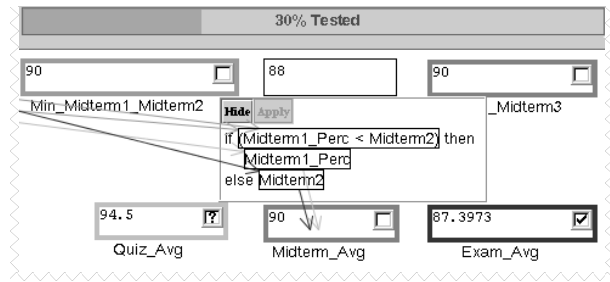 30% Tested
90
88
90
Min_Midterm1_Midterm2
_Midterm3
Hide Apply
if (Midterm1_Perc < Midterm2) then
Midterm1_Perc
else Midterm2
94.5 ?
90
87.3973
Quiz_Avg
Midterm_Avg
Exam_Avg